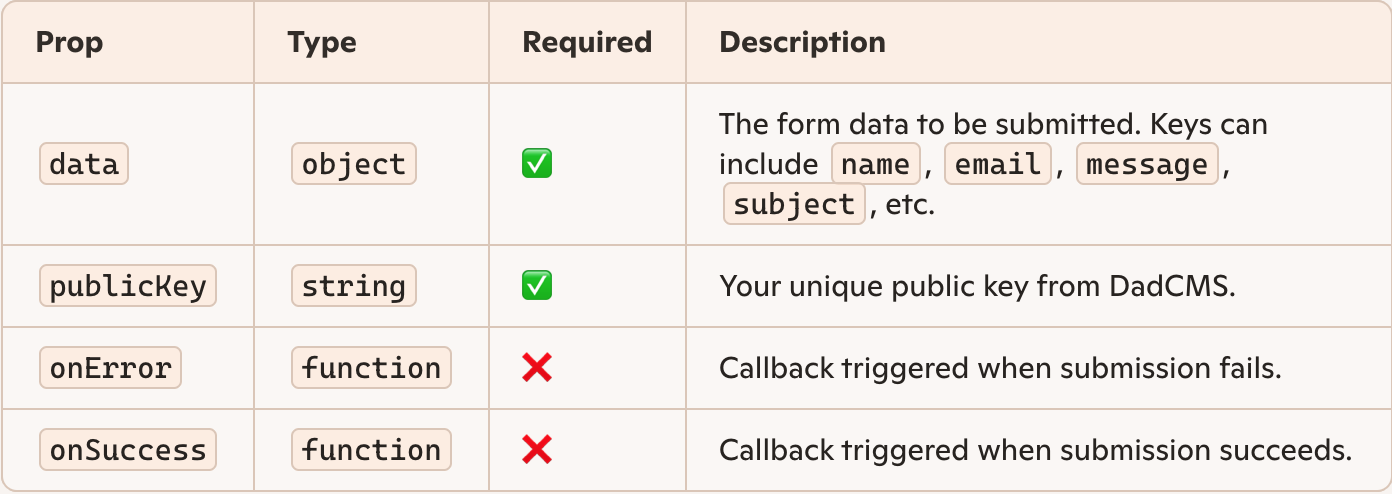 Prop Type Required Description
The form data to be submitted. Keys can
data object ✅ include name, email, message,
subject, etc.
publicKey string ✅ Your unique public key from DadCMS.
onError function ❌ Callback triggered when submission fails.
onSuccess function ❌ Callback triggered when submission succeeds.